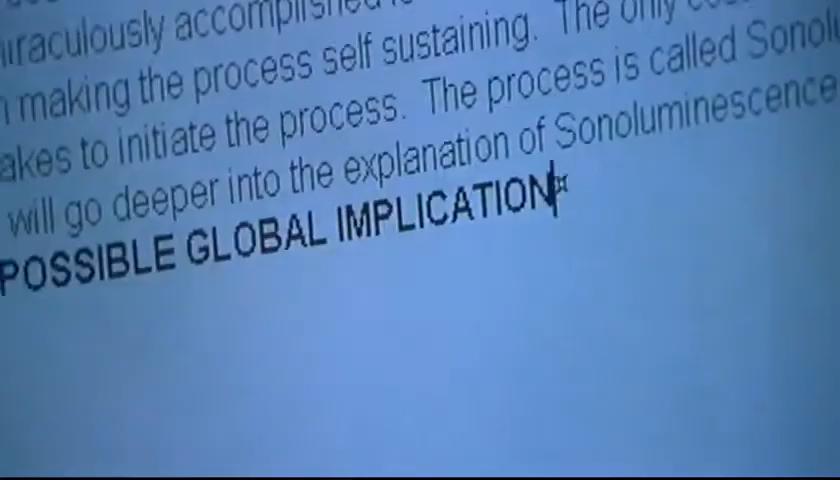 accomplished
making the process self sustaining. The only
akes to initiate the process. The process is called Sonol
will go deeper into the explanation of Sonoluminescence
POSSIBLE GLOBAL IMPLICATION